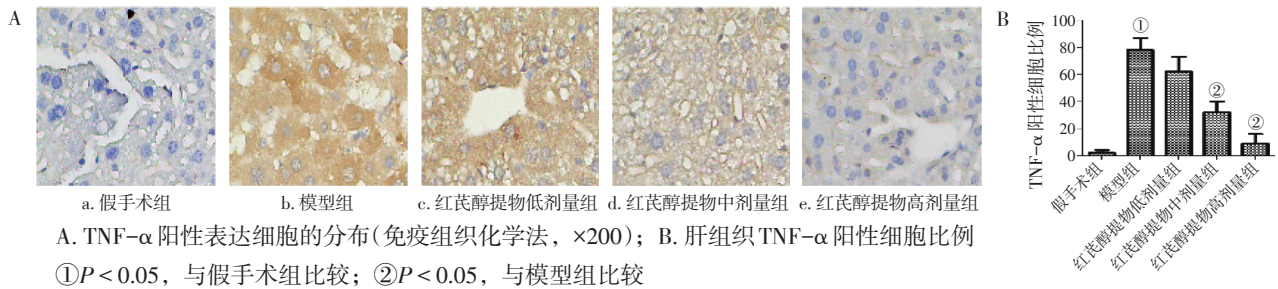 A
a. 假手术组
b. 模型组
c. 红芪醇提物低剂量组
d. 红芪醇提物中剂量组
e. 红芪醇提物高剂量组
B
TNF-α 阳性细胞比例
100
80
60
40
20
0
①
②
②
假手术组
模型组
红芪醇提物低剂量组
红芪醇提物中剂量组
红芪醇提物高剂量组
A. TNF-α 阳性表达细胞的分布(免疫组织化学法，×200)；B. 肝组织 TNF-α 阳性细胞比例
①P < 0.05，与假手术组比较；②P < 0.05，与模型组比较